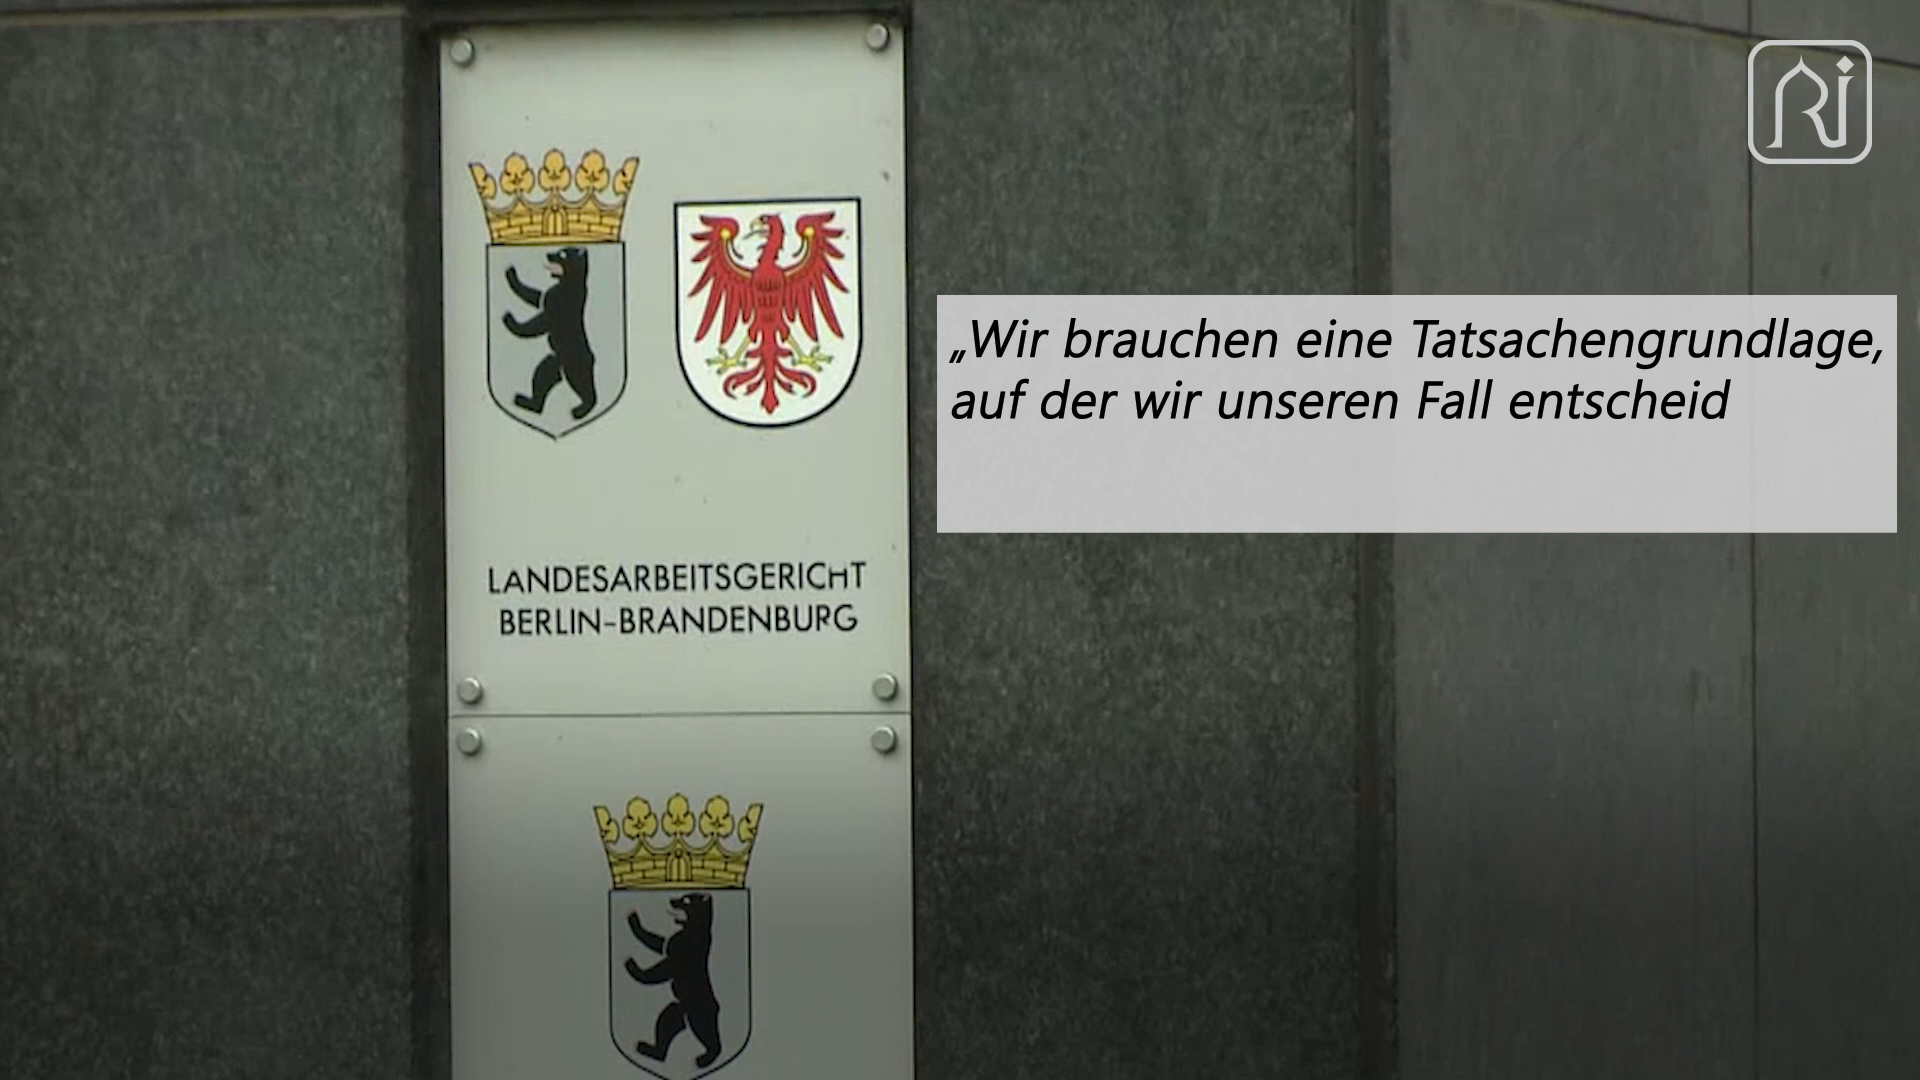 LANDESARBEITSGERICHT
BERLIN-BRANDENBURG
„Wir brauchen eine Tatsachengrundlage,
auf der wir unseren Fall entscheid